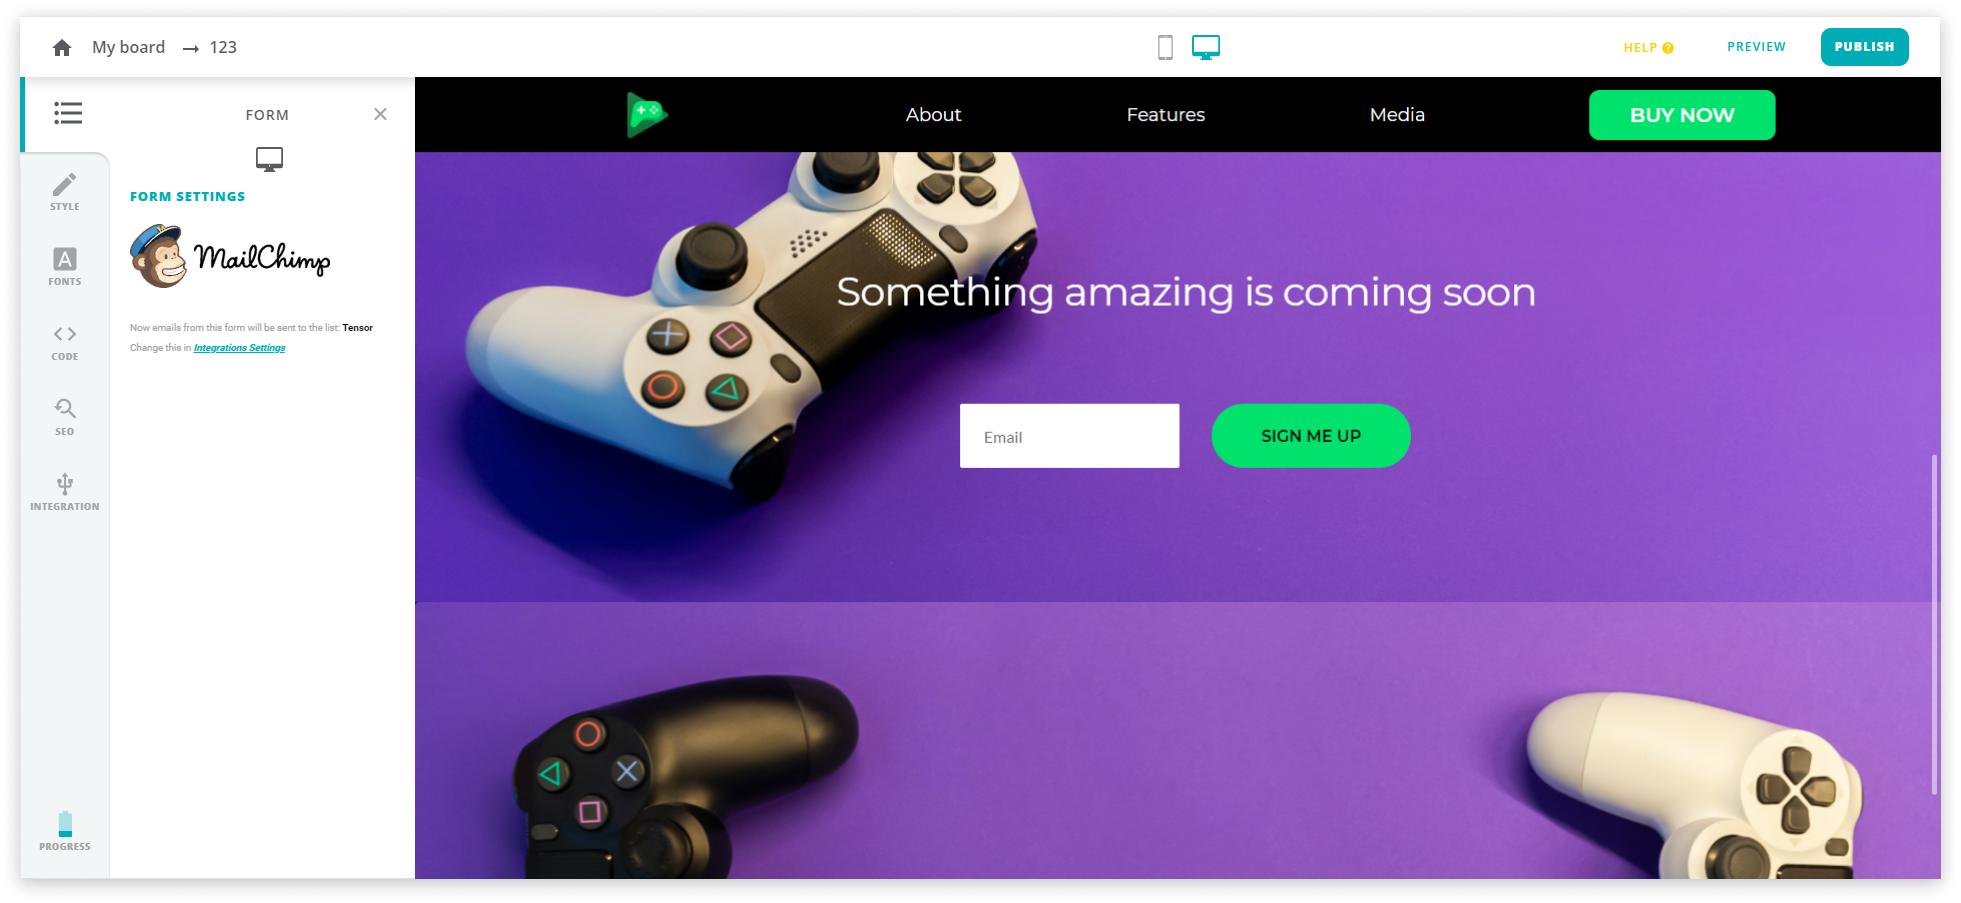 My board → 123
HELP ?
PREVIEW
PUBLISH
FORM
FORM SETTINGS
MailChimp
Now emails from this form will be sent to the list: Tensor
Change this in Integrations Settings
STYLE
A
FONTS
CODE
SEO
INTEGRATION
PROGRESS
About
Features
Media
BUY NOW
Something amazing is coming soon
Email
SIGN ME UP